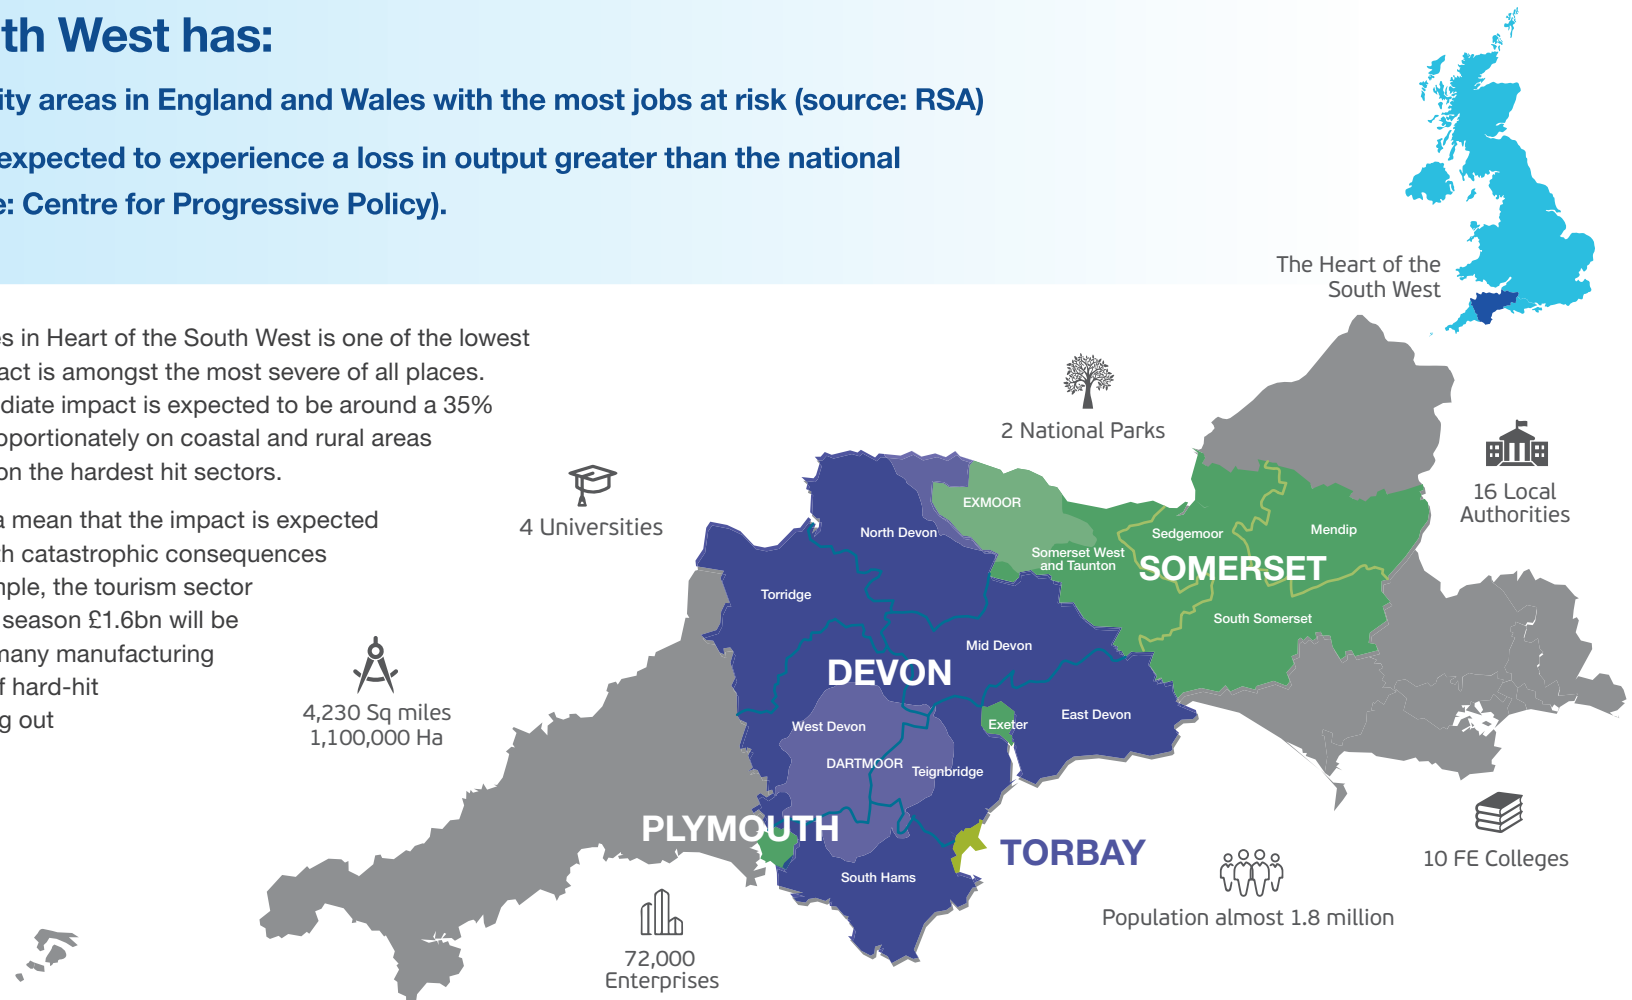 th West has:
ity areas in England and Wales with the most jobs at risk (source: RSA)
expected to experience a loss in output greater than the national
e: Centre for Progressive Policy).
The Heart of the
South West
es in Heart of the South West is one of the lowest
act is amongst the most severe of all places.
diate impact is expected to be around a 35%
oportionately on coastal and rural areas
on the hardest hit sectors.
a mean that the impact is expected
th catastrophic consequences
mple, the tourism sector
season £1.6bn will be
many manufacturing
f hard-hit
g out
2 National Parks
16 Local
Authorities
4 Universities
4,230 Sq miles
1,100,000 Ha
EXMOOR
North Devon
Somerset West
and Taunton
Sedgemoor
Mendip
SOMERSET
South Somerset
Torridge
Mid Devon
DEVON
West Devon
Exeter
East Devon
DARTMOOR
Teignbridge
PLYMOUTH
TORBAY
South Hams
10 FE Colleges
Population almost 1.8 million
72,000
Enterprises